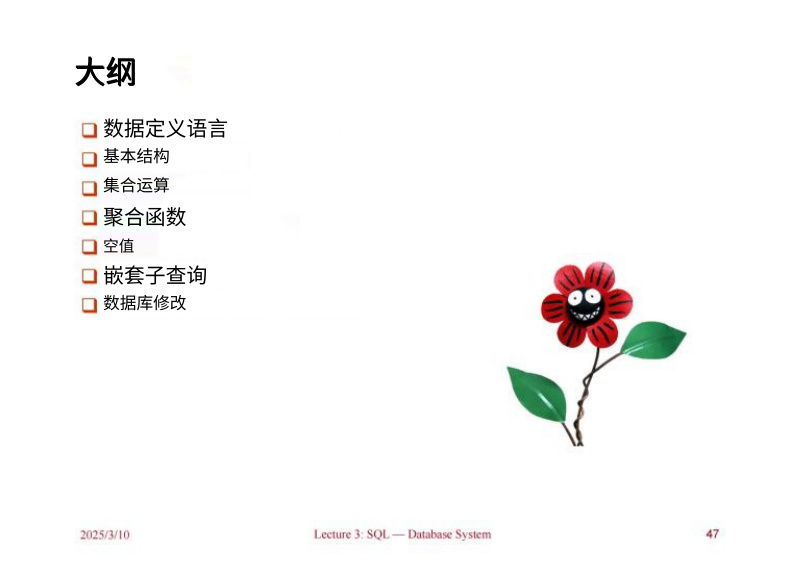 大纲
数据定义语言
基本结构
集合运算
聚合函数
空值
嵌套子查询
数据库修改
2025/3/10
Lecture 3: SQL — Database System
47